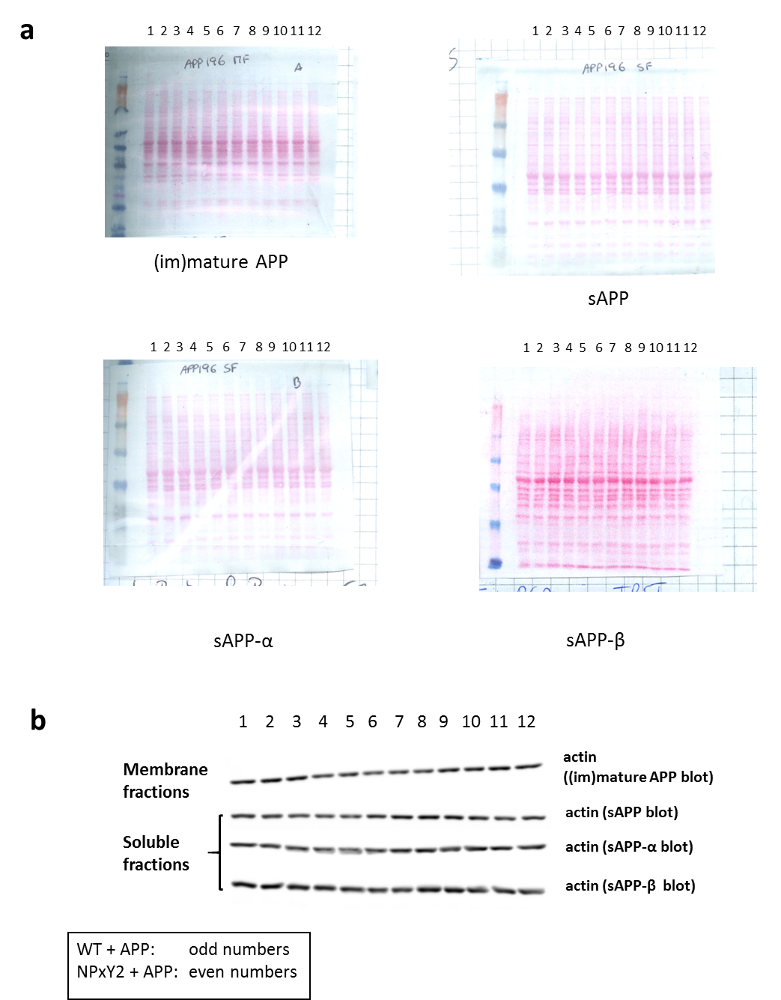 a
1 2 3 4 5 6 7 8 9 10 11 12
APP196 MF
A
(im)mature APP
1 2 3 4 5 6 7 8 9 10 11 12
APP196 SF
sAPP
1 2 3 4 5 6 7 8 9 10 11 12
APP196 SF
B
sAPP-α
1 2 3 4 5 6 7 8 9 10 11 12
sAPP-β
b
1 2 3 4 5 6 7 8 9 10 11 12
Membrane
fractions
actin
((im)mature APP blot)
actin (sAPP blot)
Soluble
fractions
actin (sAPP-α blot)
actin (sAPP-β blot)
WT + APP: odd numbers
NPxY2 + APP: even numbers